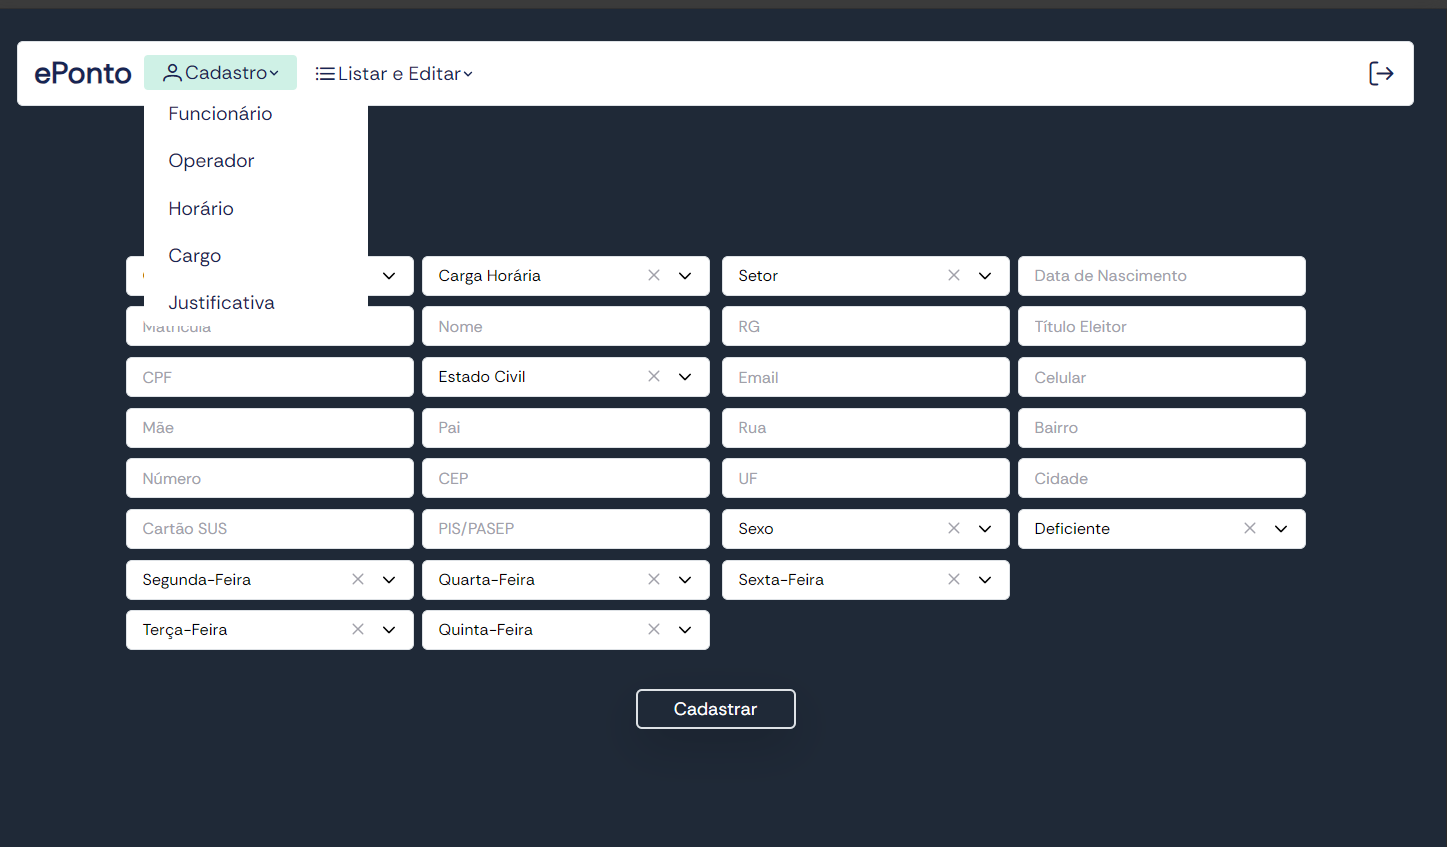 ePonto Cadastro Listar e Editar
Funcionário
Operador
Horário
Cargo
Justificativa
Carga Horária Setor Data de Nascimento
Matrícula Nome RG Título Eleitor
CPF Estado Civil Email Celular
Mãe Pai Rua Bairro
Número CEP UF Cidade
Cartão SUS PIS/PASEP Sexo Deficiente
Segunda-Feira Quarta-Feira Sexta-Feira
Terça-Feira Quinta-Feira
Cadastrar